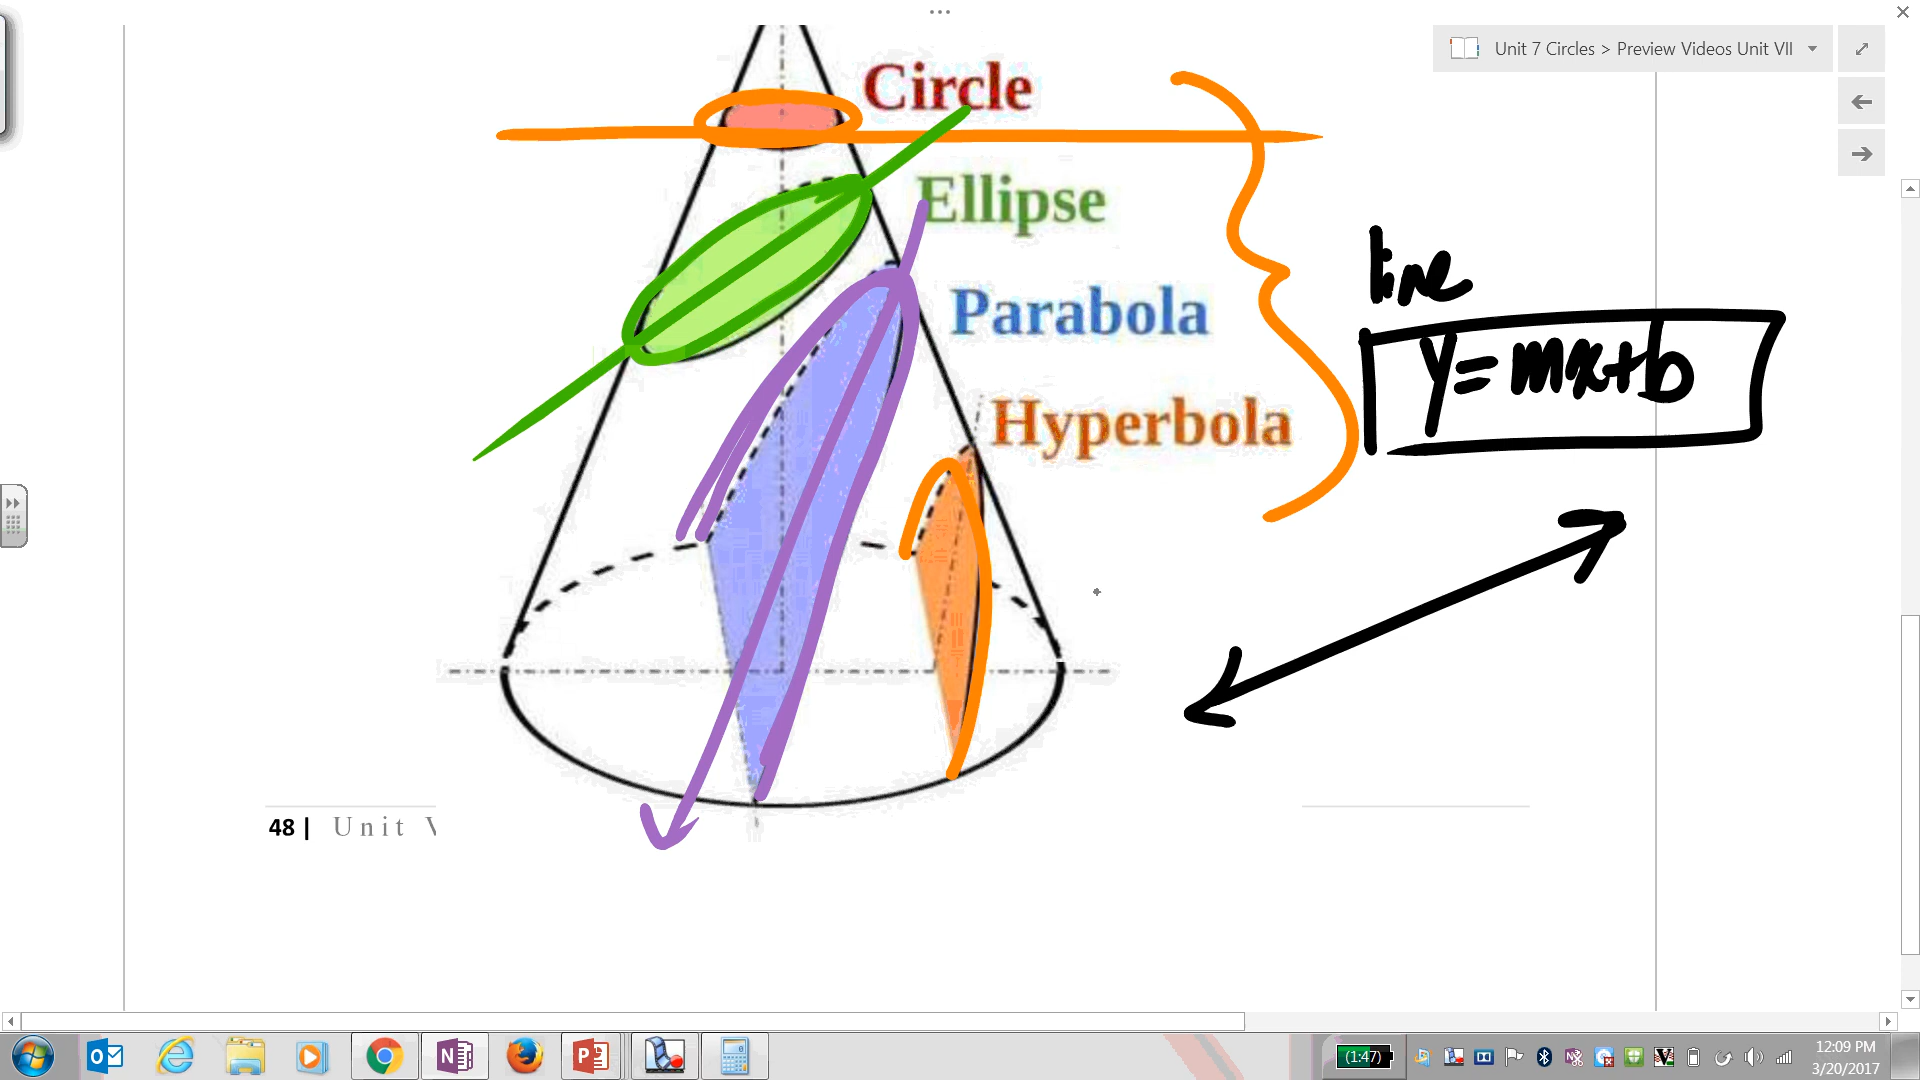 Unit 7 Circles > Preview Videos Unit VII
Circle
Ellipse
Parabola
Hyperbola
line
y=mx+b
48 | Unit
(1:47)
12:09 PM
3/20/2017